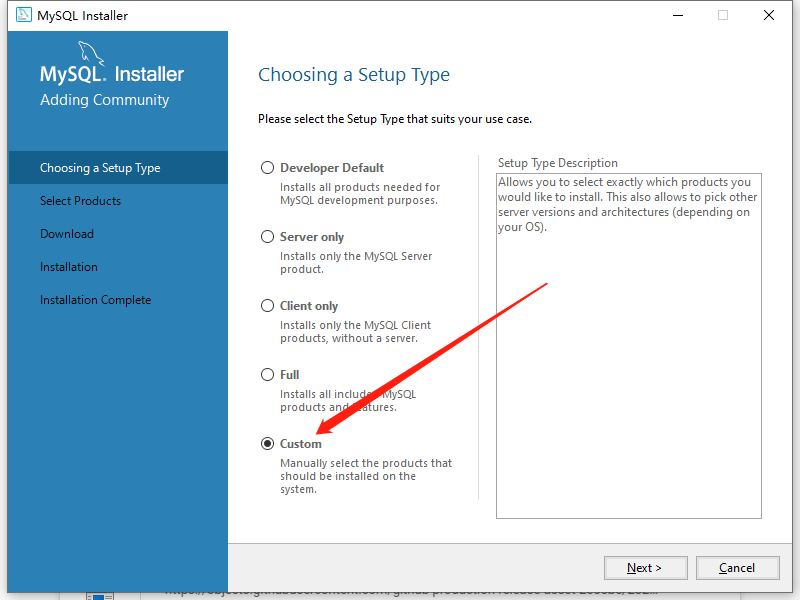 MySQL Installer
MySQL. Installer
Adding Community
Choosing a Setup Type
Select Products
Download
Installation
Installation Complete
Choosing a Setup Type
Please select the Setup Type that suits your use case.
Developer Default
Installs all products needed for
MySQL development purposes.
Server only
Installs only the MySQL Server
product.
Client only
Installs only the MySQL Client
products, without a server.
Full
Installs all included MySQL
products and features.
Custom
Manually select the products that
should be installed on the
system.
Setup Type Description
Allows you to select exactly which products you
would like to install. This also allows to pick other
server versions and architectures (depending on
your OS).
Next >
Cancel